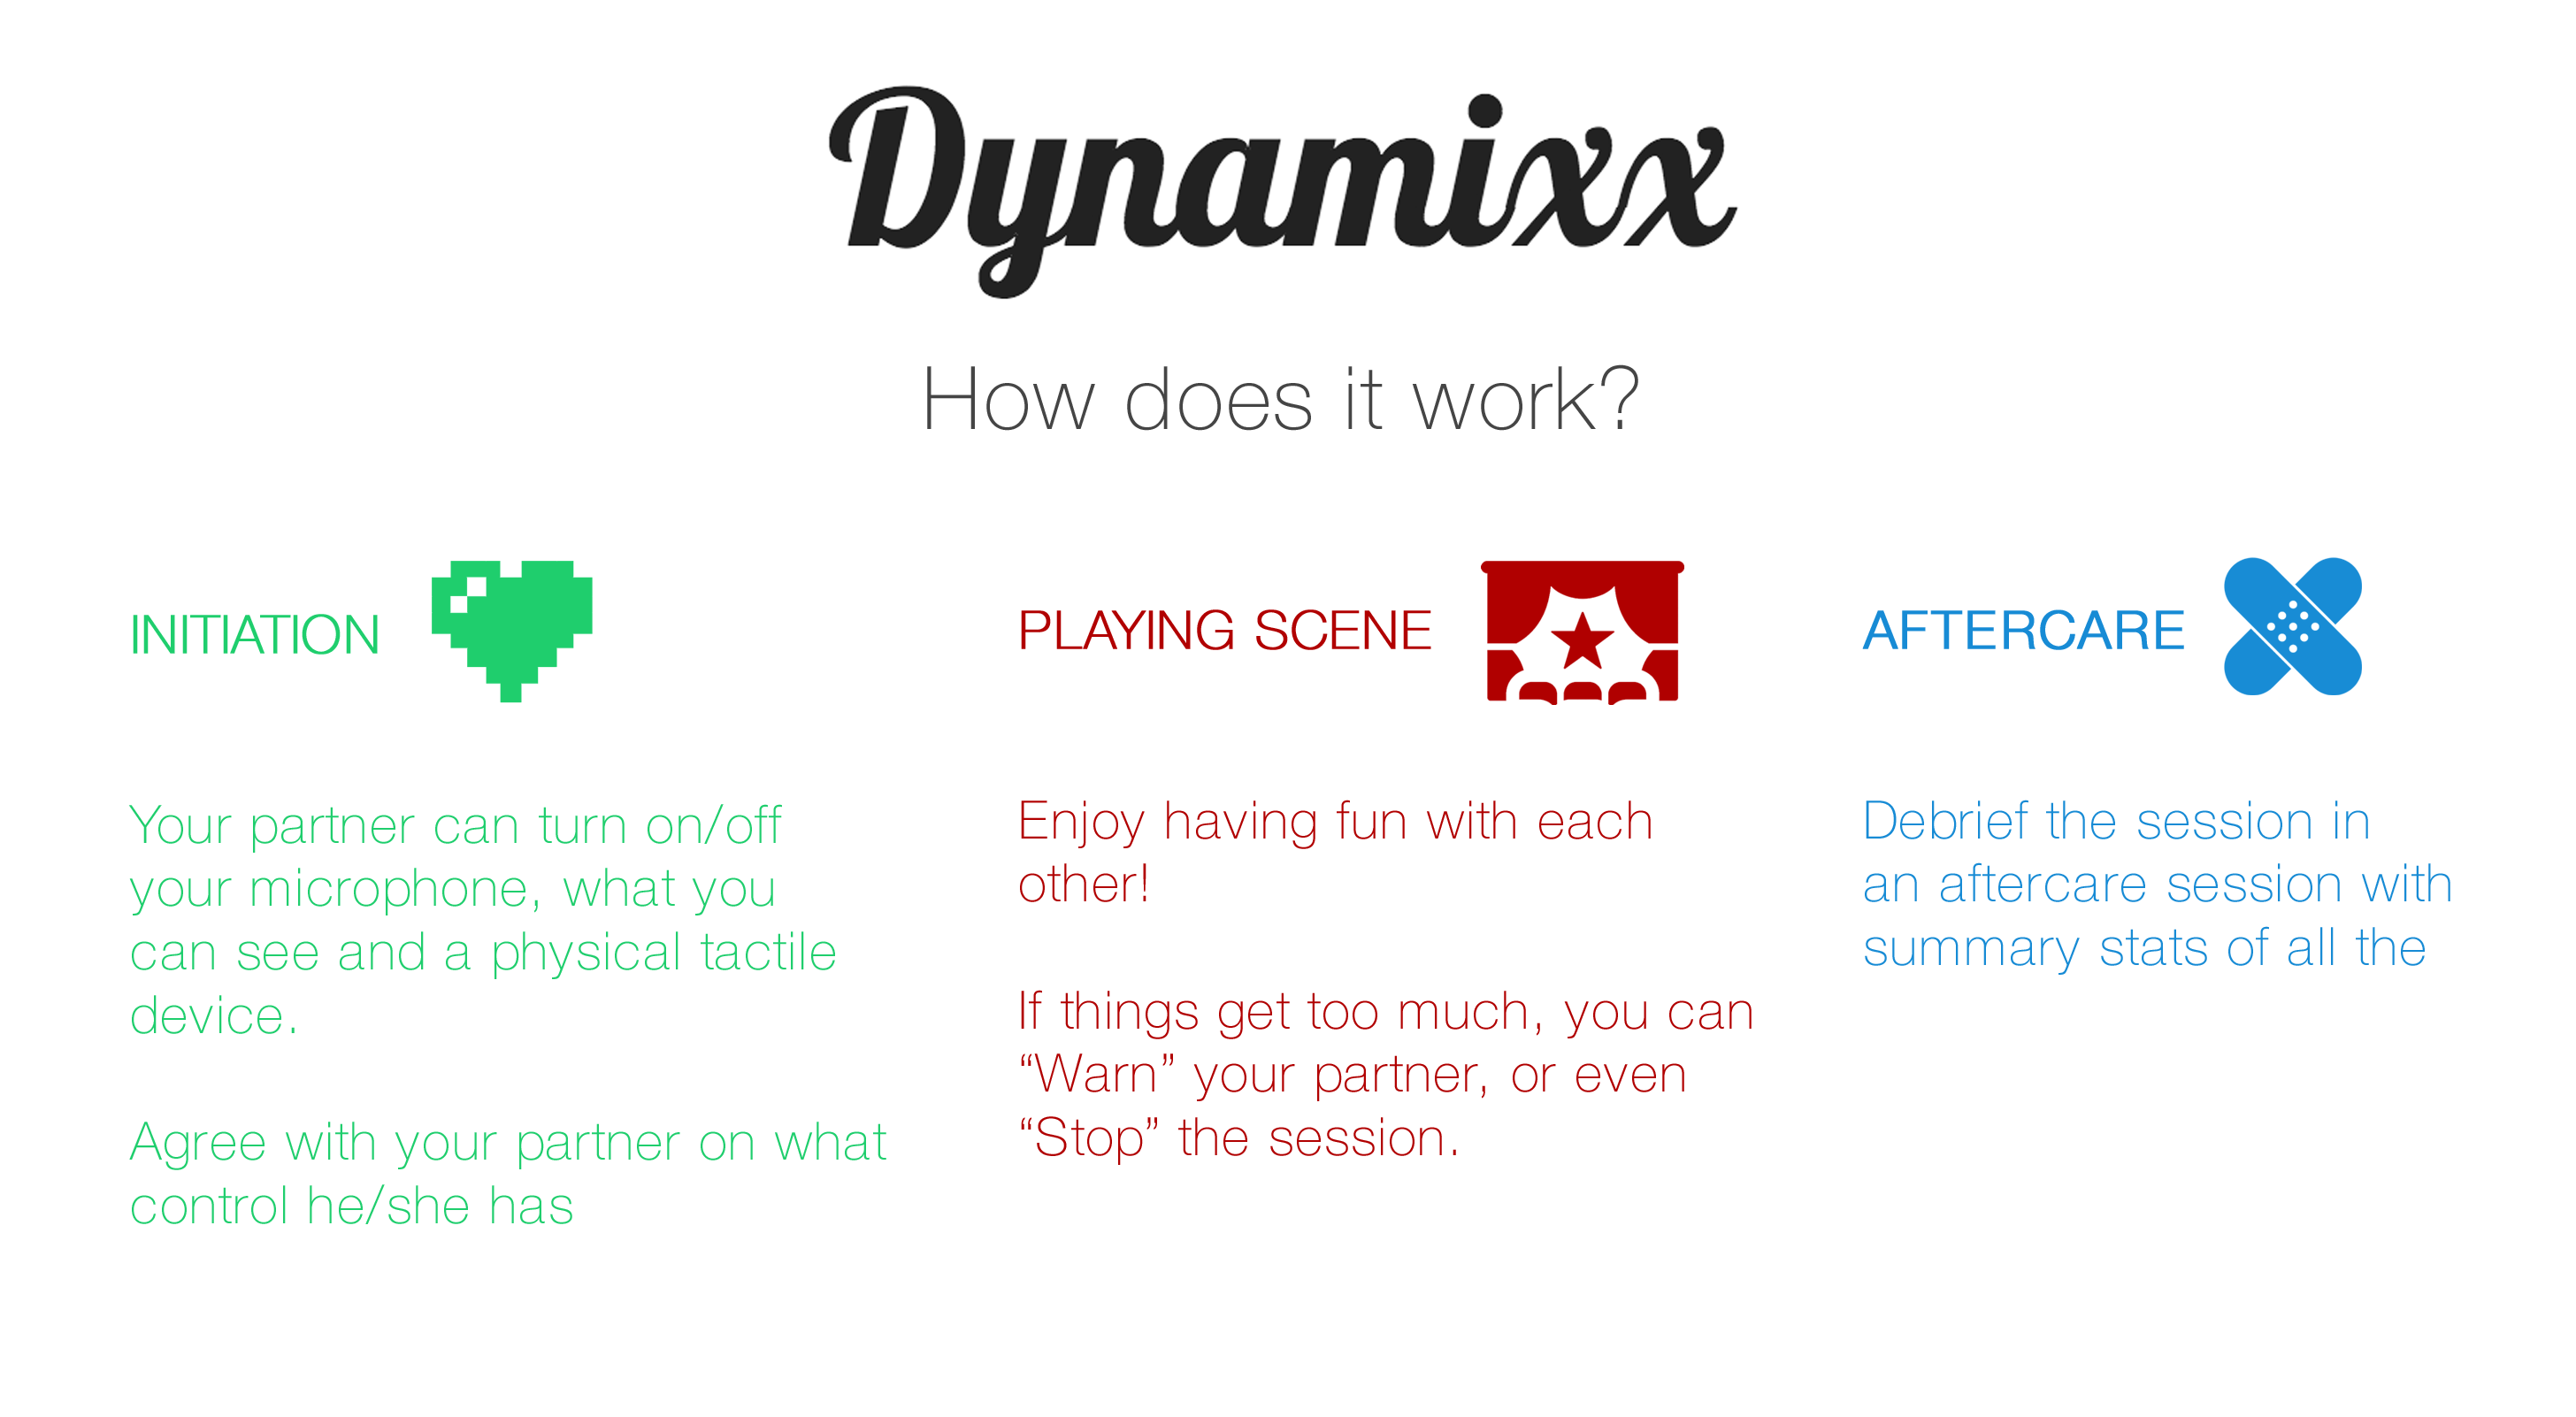 Dynamixx
How does it work?
INITIATION
Your partner can turn on/off
your microphone, what you
can see and a physical tactile
device.
Agree with your partner on what
control he/she has
PLAYING SCENE
Enjoy having fun with each
other!
If things get too much, you can
“Warn” your partner, or even
“Stop” the session.
AFTERCARE
Debrief the session in
an aftercare session with
summary stats of all the